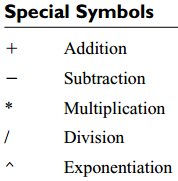 Special Symbols
+ Addition
− Subtraction
* Multiplication
/ Division
^ Exponentiation